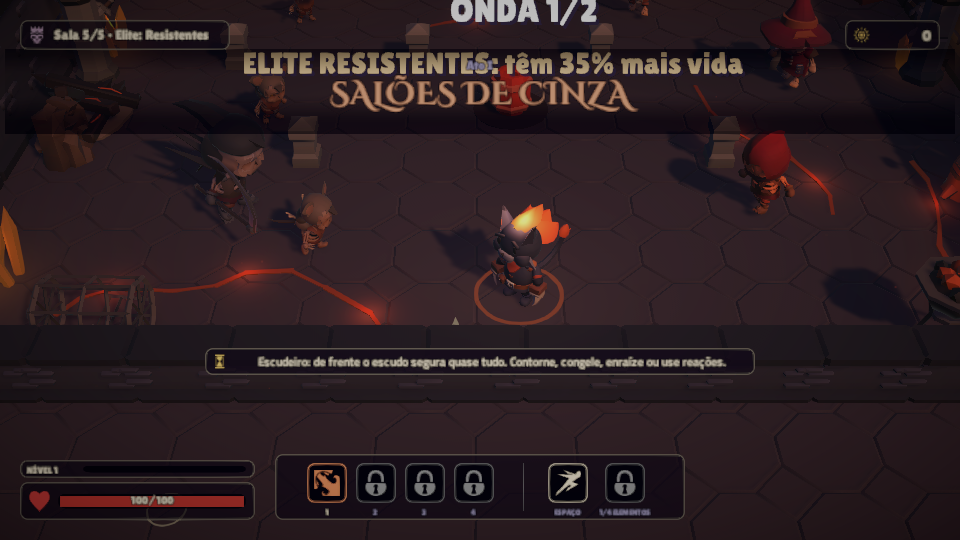 ONDA 1/2
Sala 5/5 · Elite: Resistentes
0
ELITE RESISTENTES: têm 35% mais vida
SALÕES DE CINZA
Escudeiro: de frente o escudo segura quase tudo. Contorne, congele, enraíze ou use reações.
NÍVEL 1
100/100
1
2
3
4
ESPAÇO
1/4 ELEMENTOS